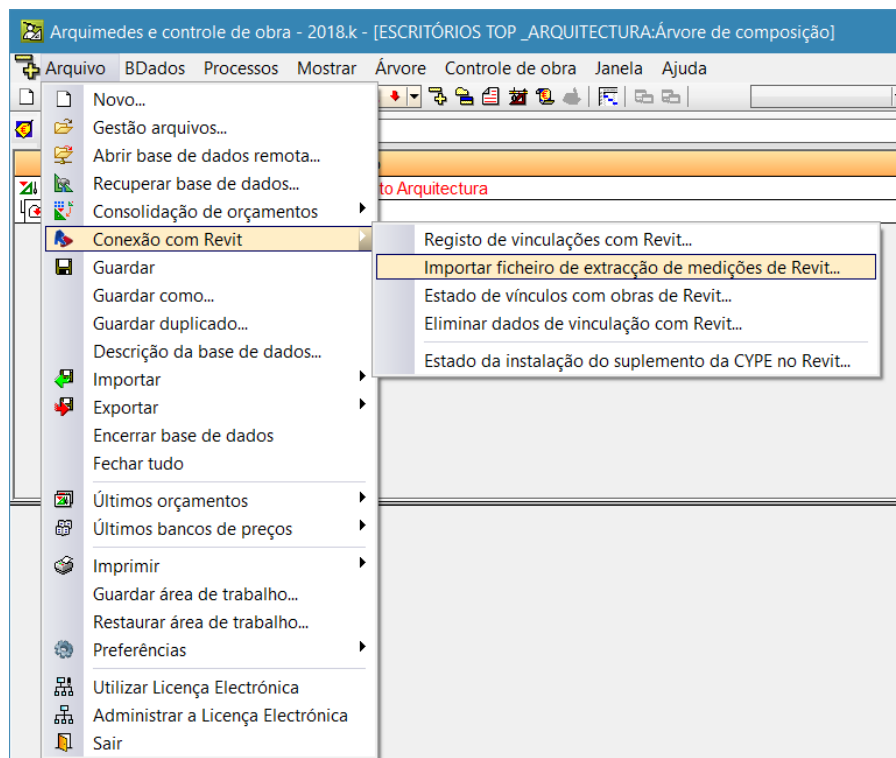 Arquimedes e controle de obra - 2018.k - [ESCRITÓRIOS TOP _ARQUITECTURA:Árvore de composição]
Arquivo BDados Processos Mostrar Árvore Controle de obra Janela Ajuda
Novo...
Gestão arquivos...
Abrir base de dados remota...
Recuperar base de dados...
to Arquitectura
Consolidação de orçamentos
Conexão com Revit
Registo de vinculações com Revit...
Importar ficheiro de extracção de medições de Revit...
Estado de vínculos com obras de Revit...
Eliminar dados de vinculação com Revit...
Estado da instalação do suplemento da CYPE no Revit...
Guardar
Guardar como...
Guardar duplicado...
Descrição da base de dados...
Importar
Exportar
Encerrar base de dados
Fechar tudo
Últimos orçamentos
Últimos bancos de preços
Imprimir
Guardar área de trabalho...
Restaurar área de trabalho...
Preferências
Utilizar Licença Electrónica
Administrar a Licença Electrónica
Sair